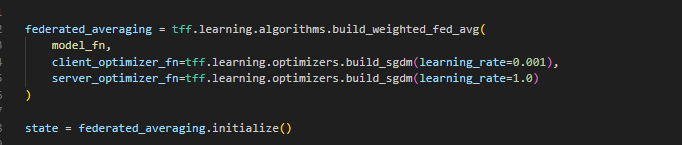 federated_averaging = tff.learning.algorithms.build_weighted_fed_avg(
    model_fn,
    client_optimizer_fn=tff.learning.optimizers.build_sgdm(learning_rate=0.001),
    server_optimizer_fn=tff.learning.optimizers.build_sgdm(learning_rate=1.0)
)
state = federated_averaging.initialize()